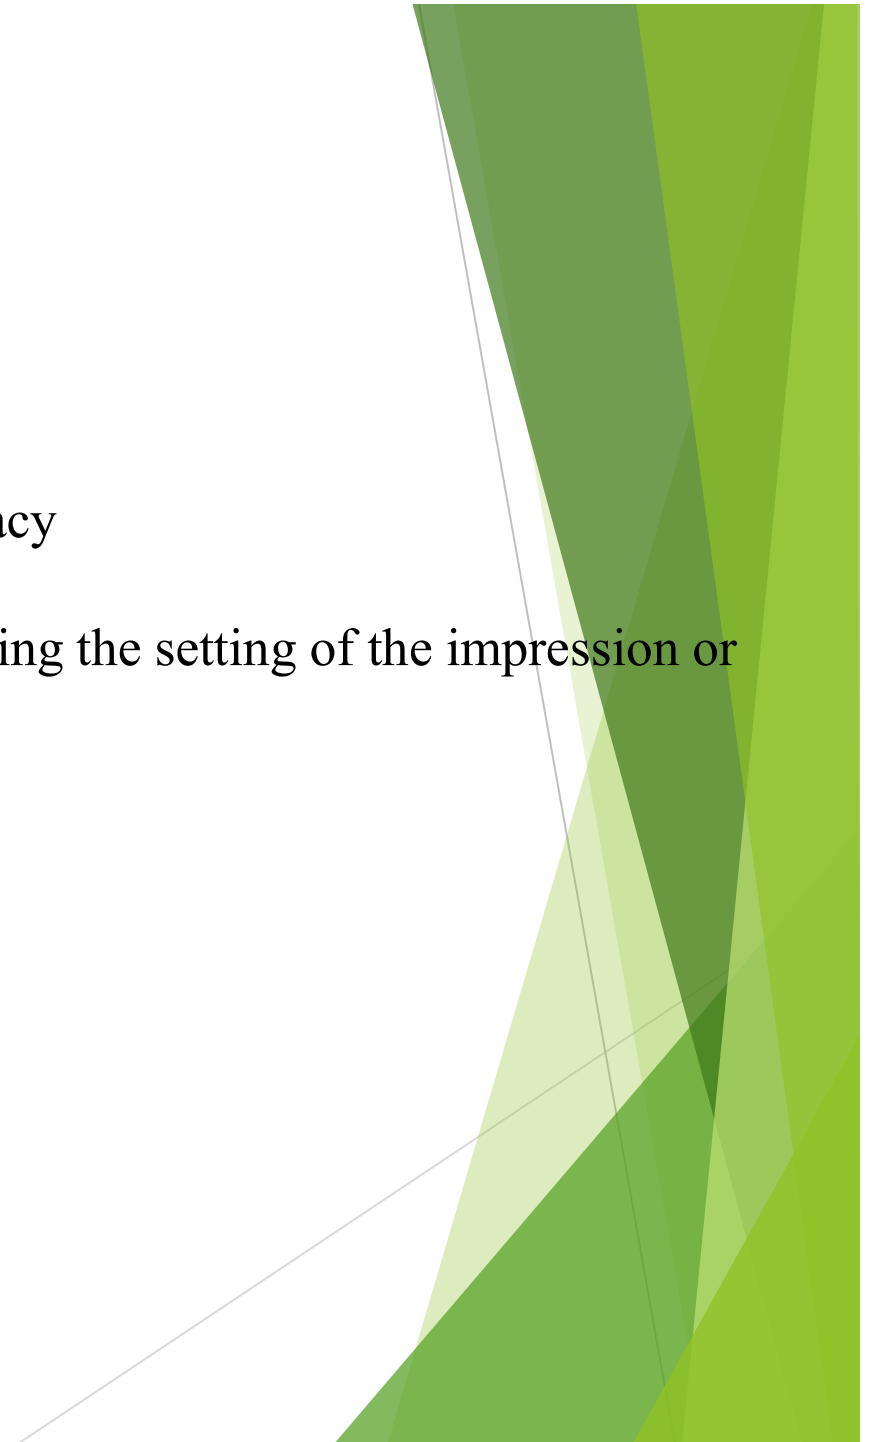 acy
ing the setting of the impression or